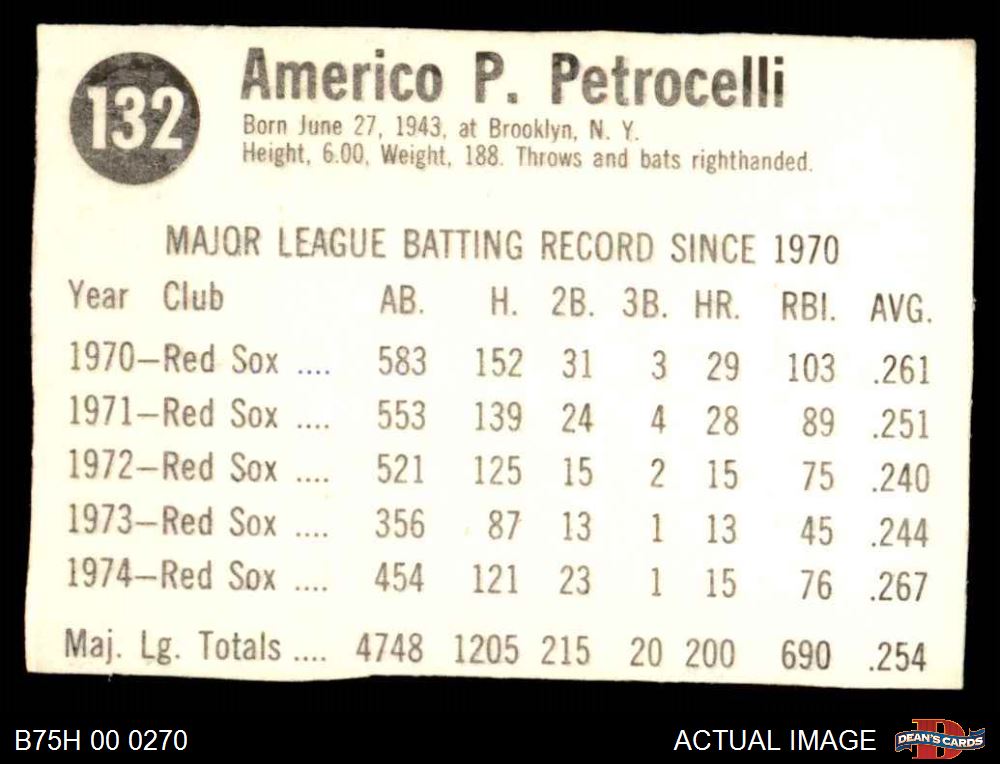 132
Americo P. Petrocelli
Born June 27, 1943, at Brooklyn, N. Y.
Height, 6.00, Weight, 188. Throws and bats righthanded.
MAJOR LEAGUE BATTING RECORD SINCE 1970
Year Club AB. H. 2B. 3B. HR. RBI. AVG.
1970—Red Sox .... 583 152 31 3 29 103 .261
1971—Red Sox .... 553 139 24 4 28 89 .251
1972—Red Sox .... 521 125 15 2 15 75 .240
1973—Red Sox .... 356 87 13 1 13 45 .244
1974—Red Sox .... 454 121 23 1 15 76 .267
Maj. Lg. Totals .... 4748 1205 215 20 200 690 .254
B75H 00 0270 ACTUAL IMAGE DEAN'S CARDS